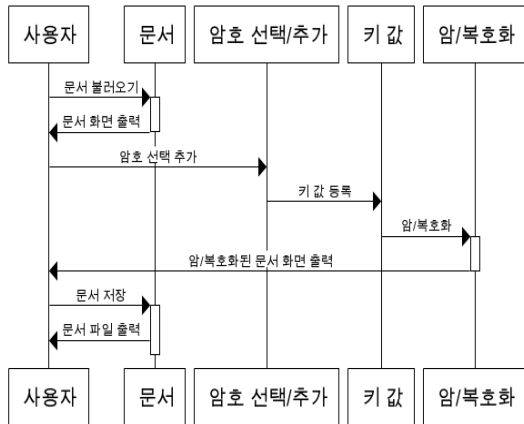 사용자 문서 암호 선택/추가 키 값 암/복호화
문서 불러오기
문서 화면 출력
암호 선택 추가
키 값 등록
암/복호화
암/복호화된 문서 화면 출력
문서 저장
문서 파일 출력
사용자 문서 암호 선택/추가 키 값 암/복호화